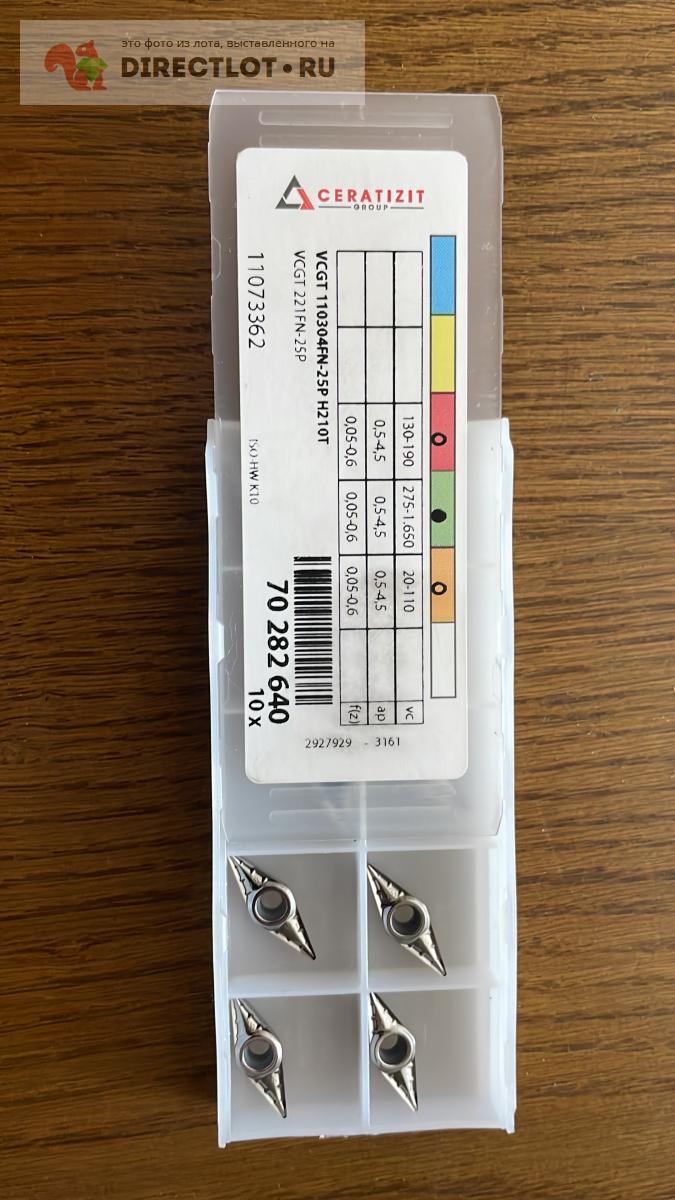 это фото из лота, выставленного на
DIRECTLOT•RU
CERATIZIT
GROUP
11073362
VCGT 221FN-25P
VCGT 110304FN-25P H210T
ISO-HW K10
70 282 640
10 x
130-190 275-1.650 20-110 vc
0,5-4,5 0,5-4,5 0,5-4,5 ap
0,05-0,6 0,05-0,6 0,05-0,6 f(z)
2927929 - 3161